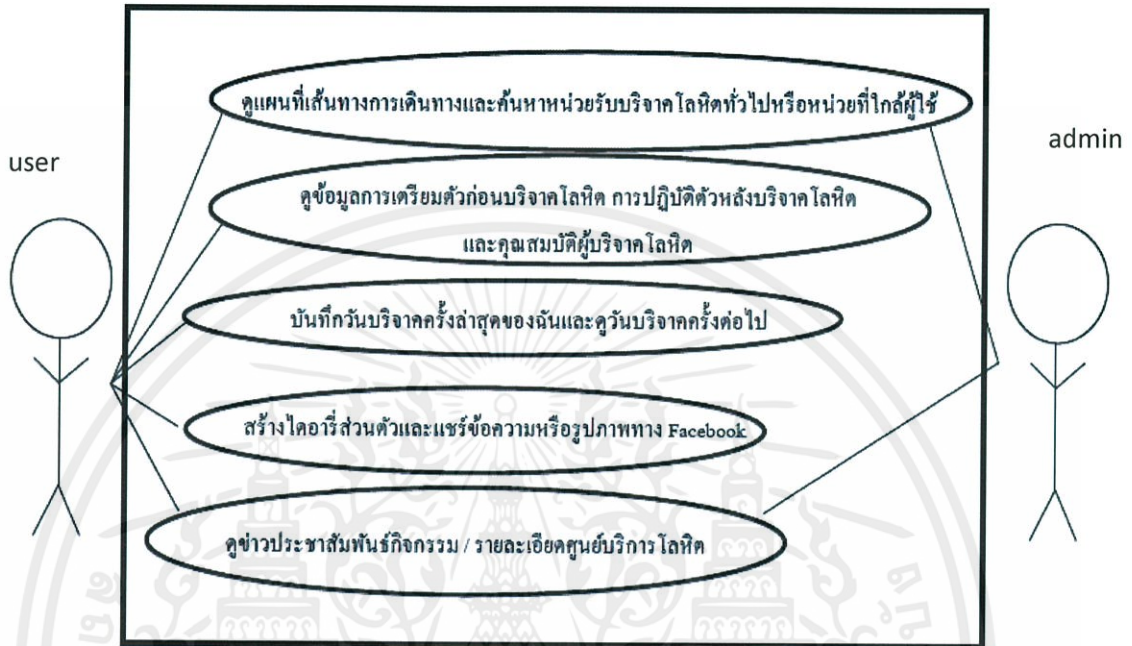 ดูแผนที่เส้นทางการเดินทางและค้นหาหน่วยรับบริจาคโลหิตทั่วไปหรือหน่วยที่ใกล้ผู้ใช้
user
admin
ดูข้อมูลการเตรียมตัวก่อนบริจาคโลหิต การปฏิบัติตัวหลังบริจาคโลหิต
และคุณสมบัติผู้บริจาคโลหิต
บันทึกวันบริจาคครั้งล่าสุดของฉันและดูวันบริจาคครั้งต่อไป
สร้างไดอารี่ส่วนตัวและแชร์ข้อความหรือรูปภาพทาง Facebook
ดูข่าวประชาสัมพันธ์กิจกรรม / รายละเอียดศูนย์บริการโลหิต